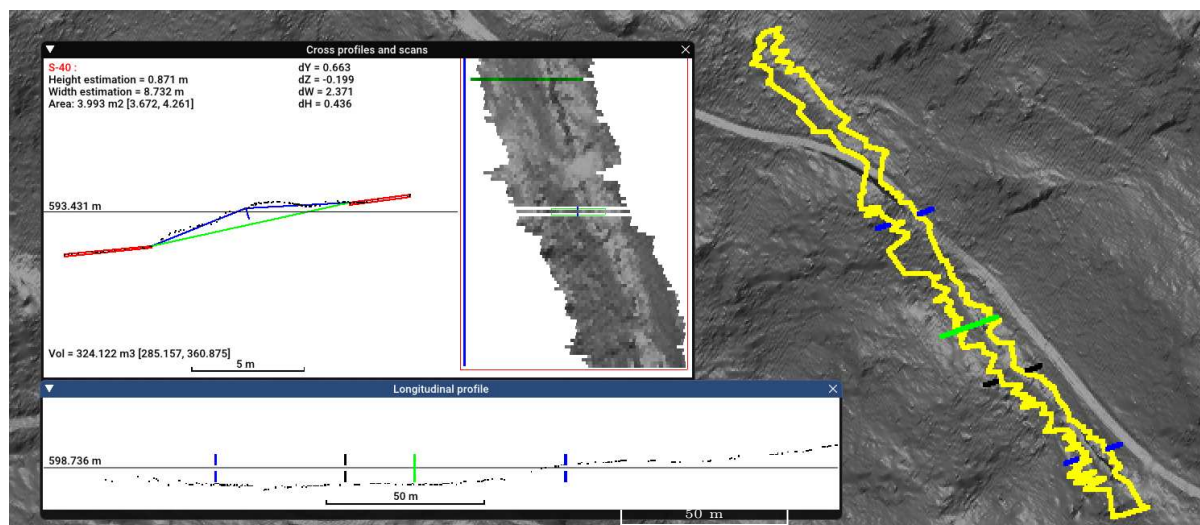 Cross profiles and scans
S-40 :
Height estimation = 0.871 m
Width estimation = 8.732 m
Area: 3.993 m2 [3.672, 4.261]
dY = 0.663
dZ = -0.199
dW = 2.371
dH = 0.436
593.431 m
Vol = 324.122 m3 [285.157, 360.875]
5 m
Longitudinal profile
598.736 m
50 m
50 m